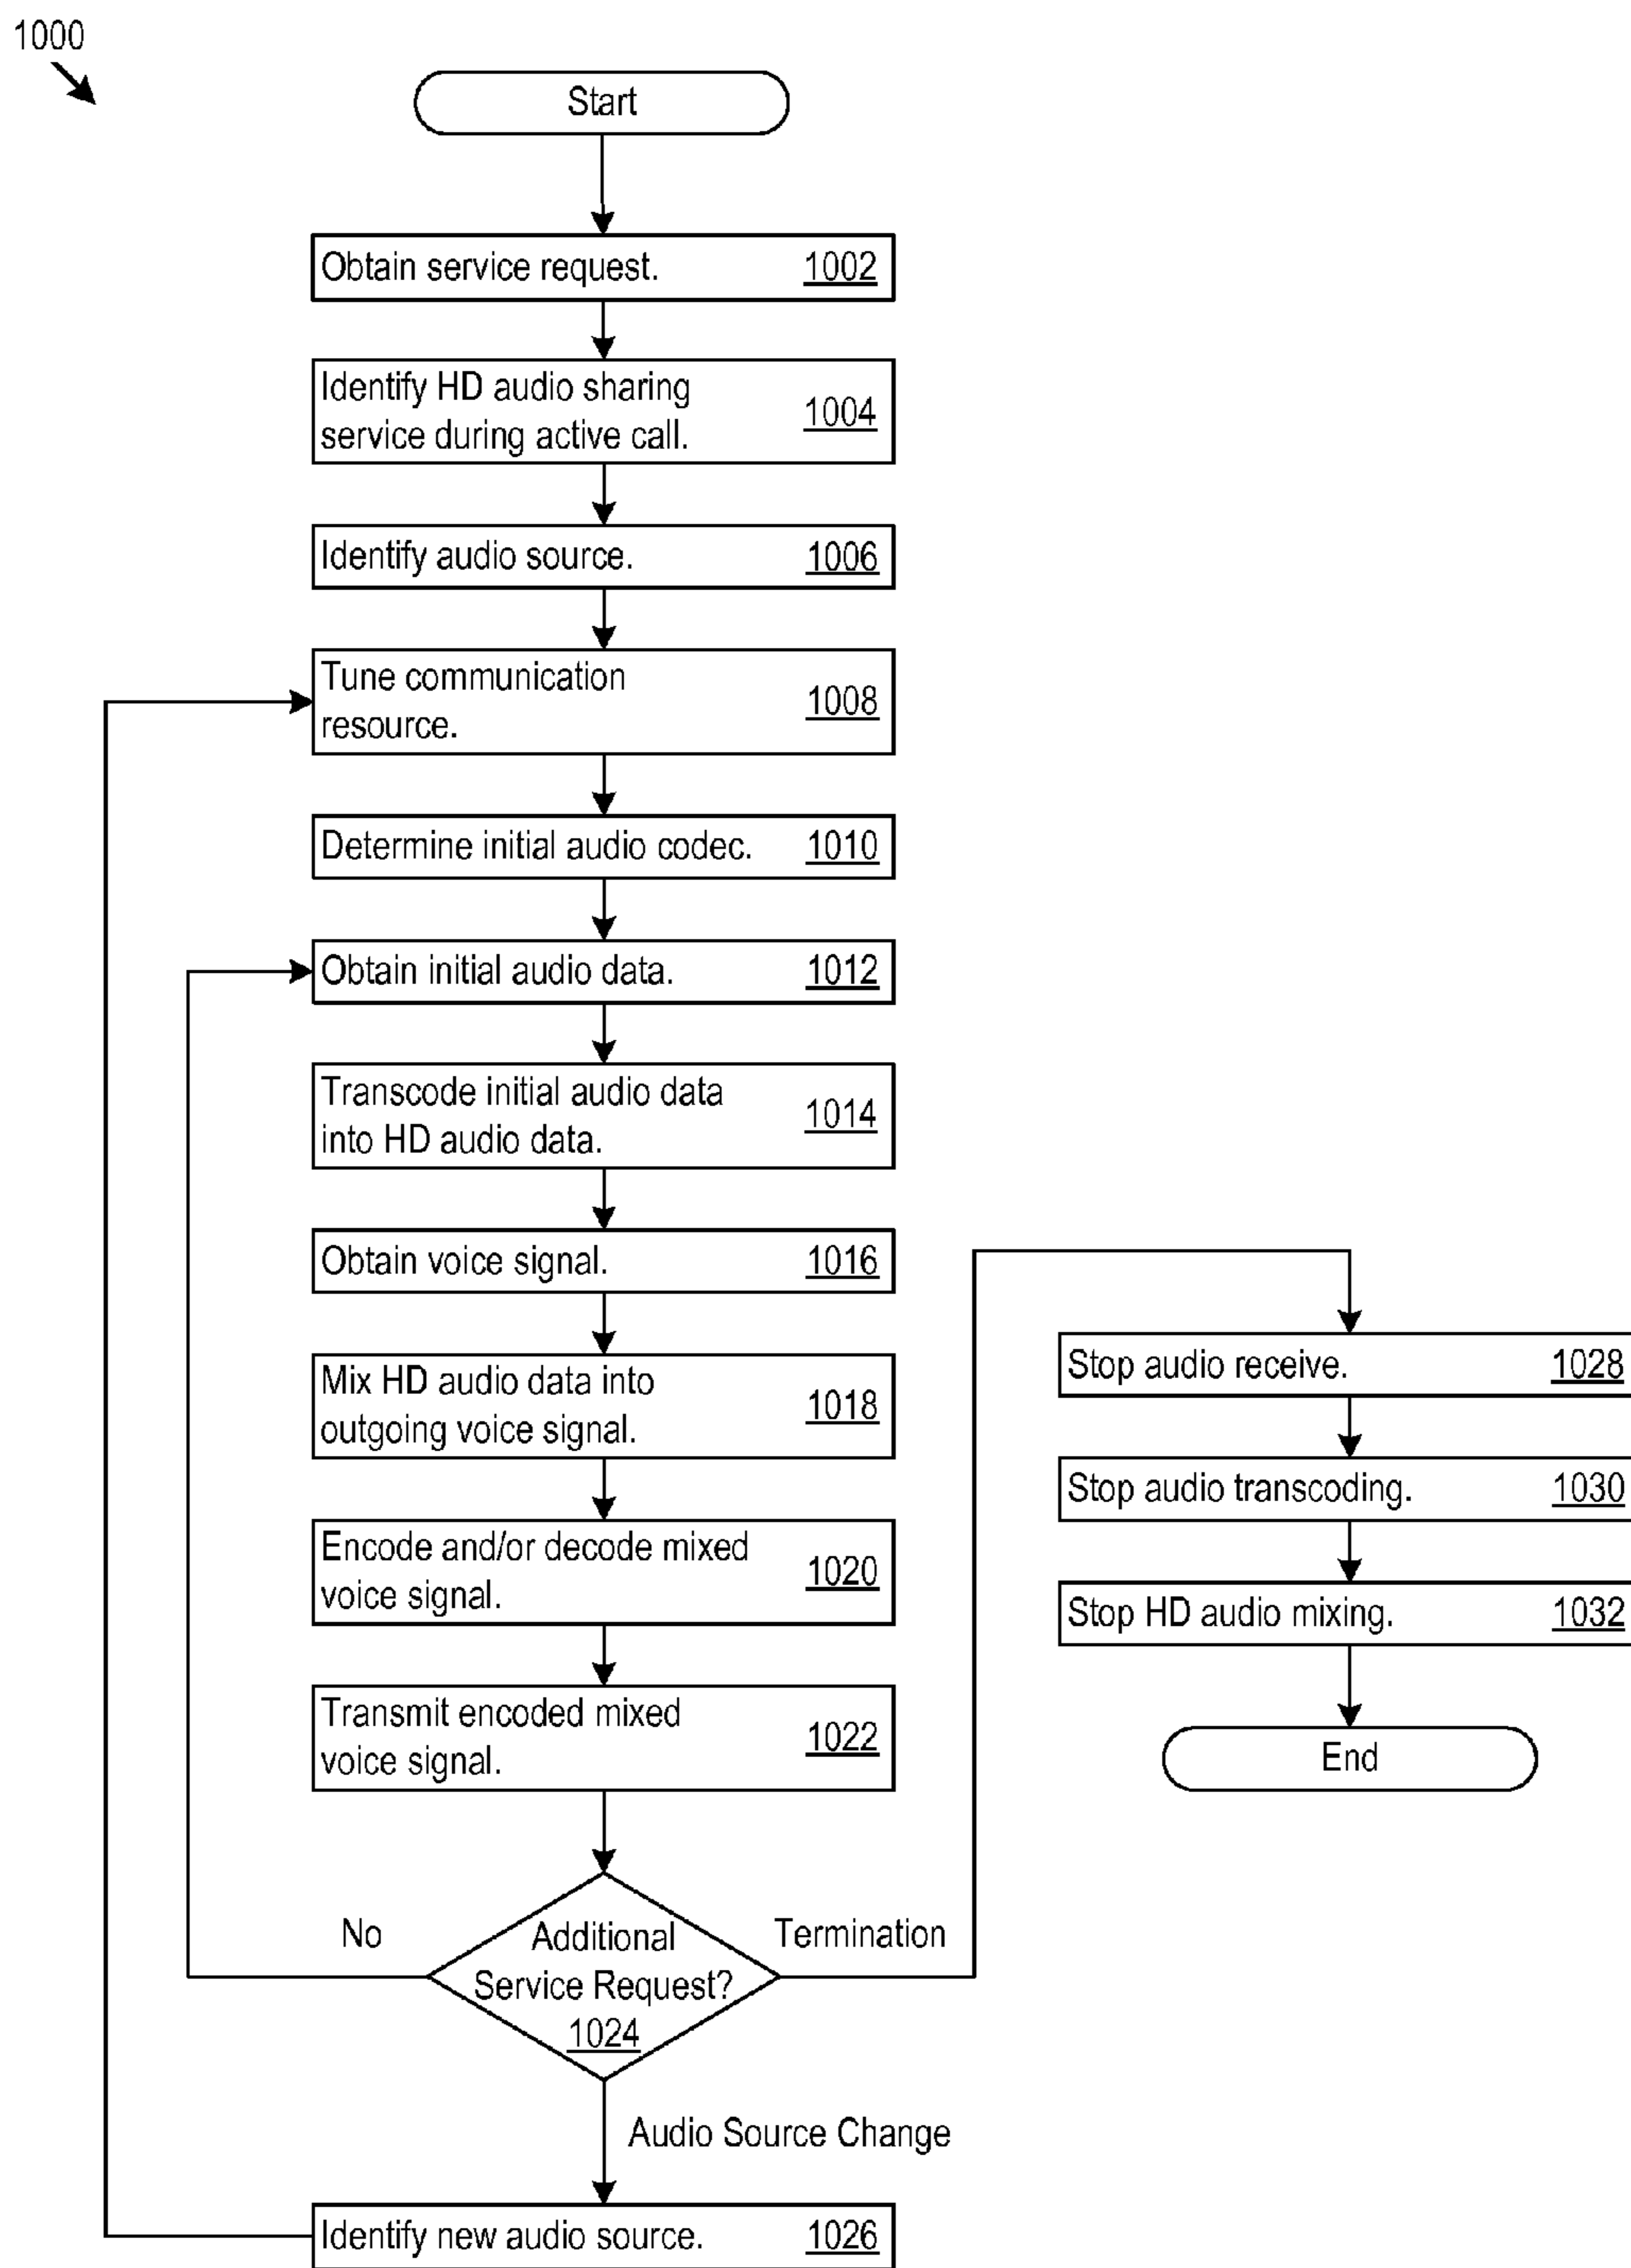 1000
Start
Obtain service request. 1002
Identify HD audio sharing
service during active call. 1004
Identify audio source. 1006
Tune communication
resource. 1008
Determine initial audio codec. 1010
Obtain initial audio data. 1012
Transcode initial audio data
into HD audio data. 1014
Obtain voice signal. 1016
Mix HD audio data into
outgoing voice signal. 1018
Encode and/or decode mixed
voice signal. 1020
Transmit encoded mixed
voice signal. 1022
Additional
Service Request?
1024
No
Termination
Audio Source Change
Identify new audio source. 1026
Stop audio receive. 1028
Stop audio transcoding. 1030
Stop HD audio mixing. 1032
End